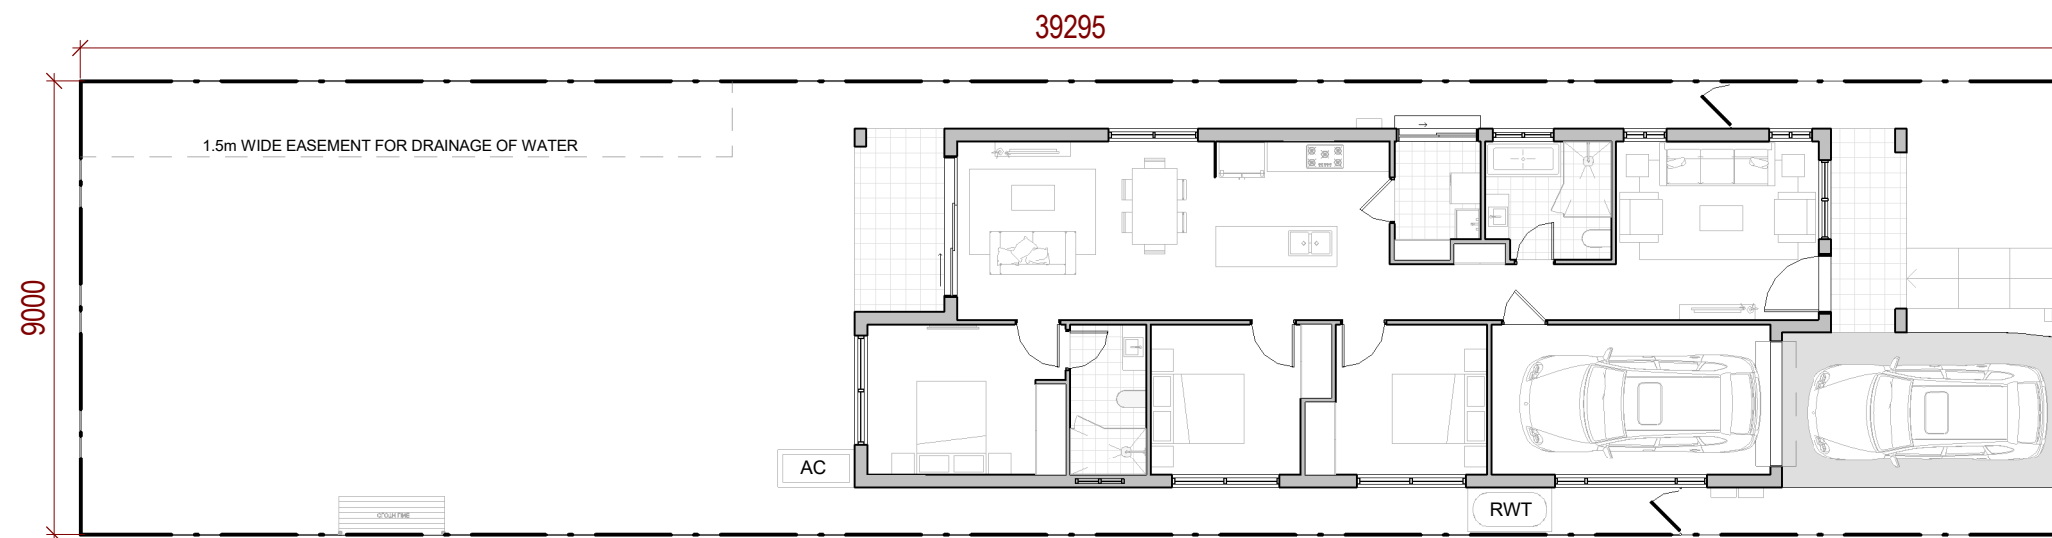 39295
9000
1.5m WIDE EASEMENT FOR DRAINAGE OF WATER
AC
RWT